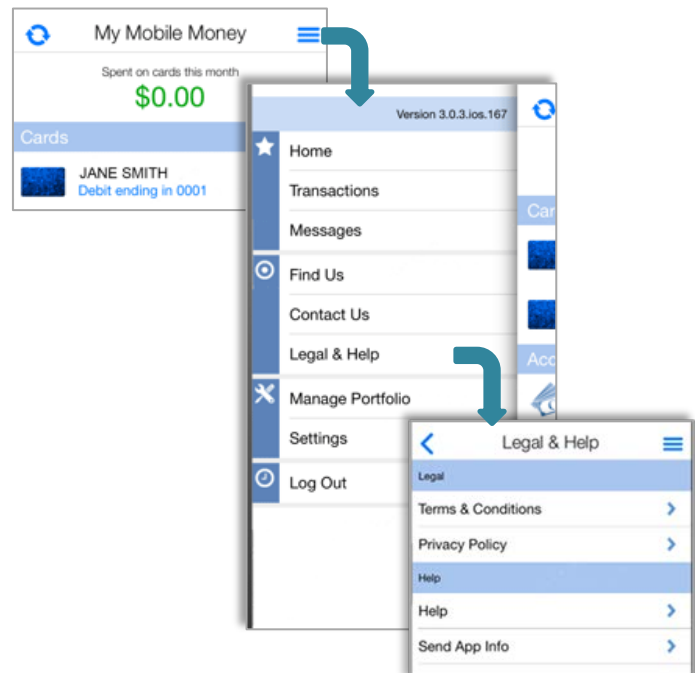 My Mobile Money
Spent on cards this month
$0.00
Cards
JANE SMITH
Debit ending in 0001
Version 3.0.3.ios.167
Home
Transactions
Messages
Find Us
Contact Us
Legal & Help
Manage Portfolio
Settings
Log Out
Car
Acc
Legal & Help
Legal
Terms & Conditions
Privacy Policy
Help
Help
Send App Info